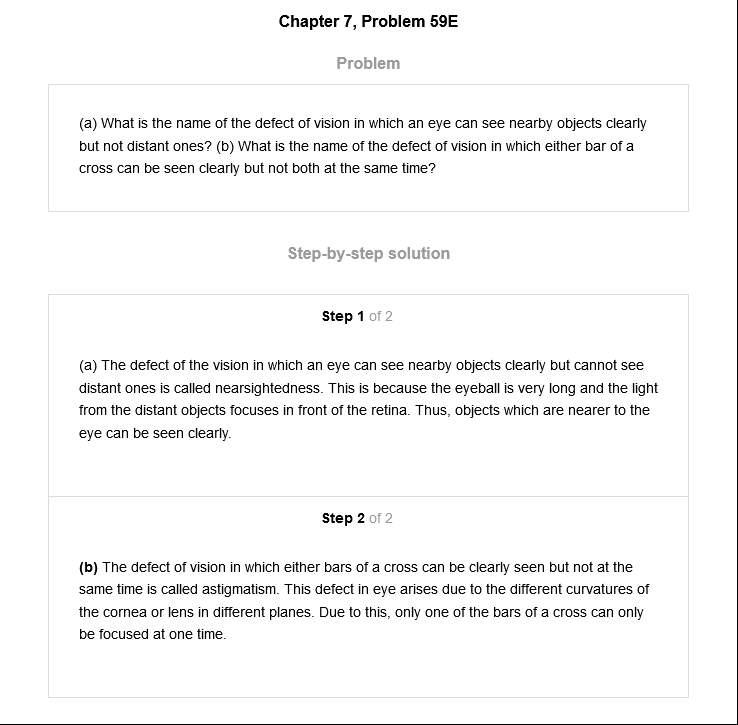 Chapter 7, Problem 59E
Problem
(a) What is the name of the defect of vision in which an eye can see nearby objects clearly
but not distant ones? (b) What is the name of the defect of vision in which either bar of a
cross can be seen clearly but not both at the same time?
Step-by-step solution
Step 1 of 2
(a) The defect of the vision in which an eye can see nearby objects clearly but cannot see
distant ones is called nearsightedness. This is because the eyeball is very long and the light
from the distant objects focuses in front of the retina. Thus, objects which are nearer to the
eye can be seen clearly.
Step 2 of 2
(b) The defect of vision in which either bars of a cross can be clearly seen but not at the
same time is called astigmatism. This defect in eye arises due to the different curvatures of
the cornea or lens in different planes. Due to this, only one of the bars of a cross can only
be focused at one time.